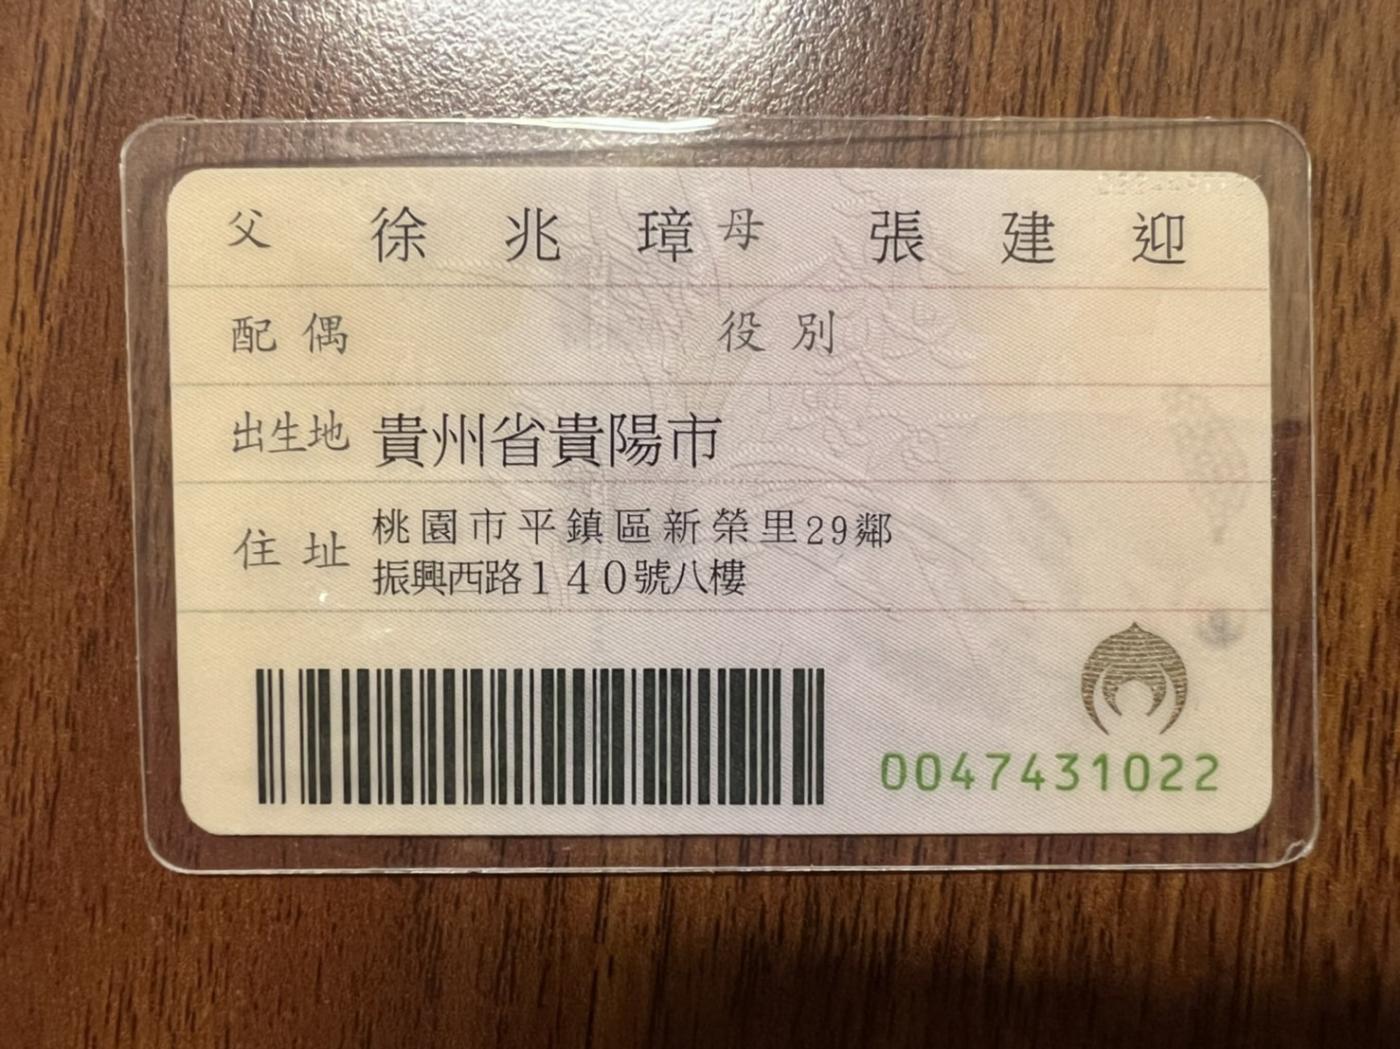 父 徐兆璋 母 張建迎
配偶 役別
出生地 貴州省貴陽市
住址 桃園市平鎮區新榮里29鄰
振興西路140號八樓
0047431022